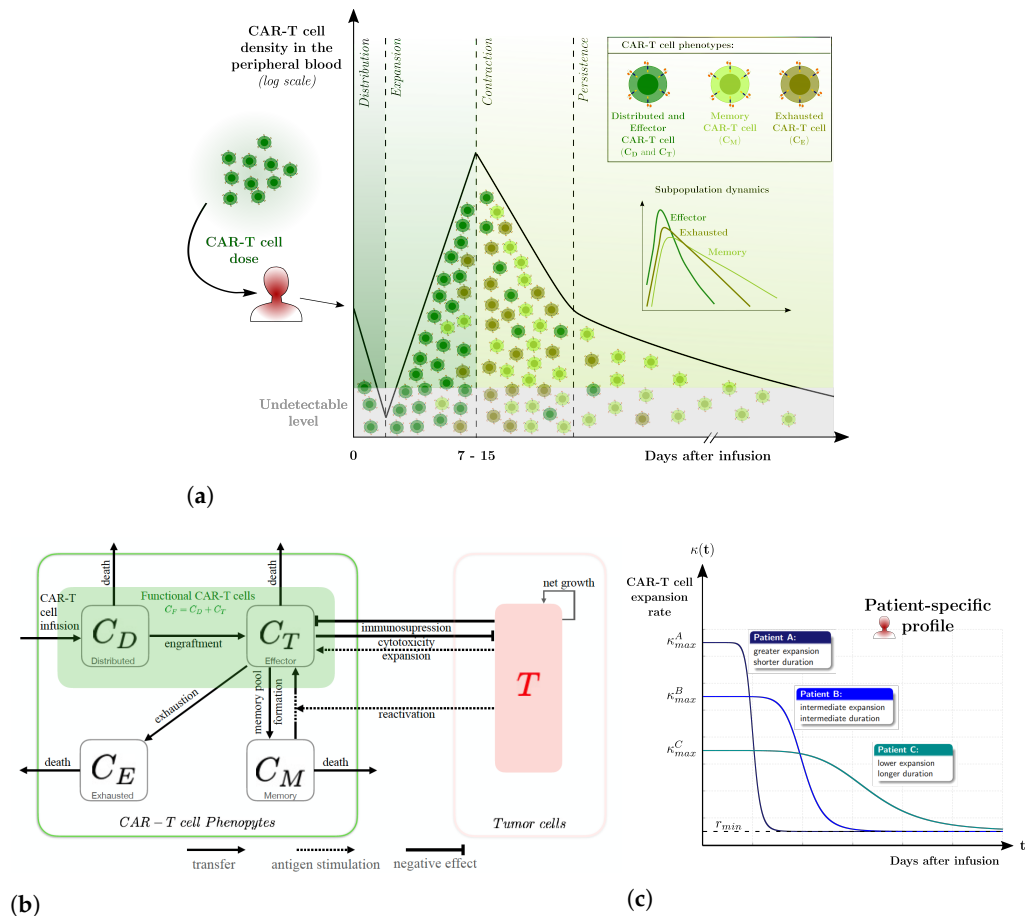 CAR-T cell
density in the
peripheral blood
(log scale)
Distribution
Expansion
Contraction
Persistence
CAR-T cell phenotypes:
Distributed and
Effector
CAR-T cell
(C_D and C_T)
Memory
CAR-T cell
(C_M)
Exhausted
CAR-T cell
(C_E)
Subpopulation dynamics
Effector
Exhausted
Memory
CAR-T cell
dose
Undetectable
level
0
7 - 15
Days after infusion
(a)
death
death
CAR-T
cell
infusion
Functional CAR-T cells
C_F = C_D + C_T
C_D
Distributed
engraftment
C_T
Effector
immunosupression
cytotoxicity
expansion
net growth
T
exhaustion
memory pool
formation
reactivation
death
C_E
Exhausted
C_M
Memory
death
CAR – T cell Phenopytes
Tumor cells
transfer
antigen stimulation
negative effect
(b)
κ(t)
CAR-T cell
expansion
rate
Patient-specific
profile
κ^A_max
Patient A:
greater expansion
shorter duration
κ^B_max
Patient B:
intermediate expansion
intermediate duration
κ^C_max
Patient C:
lower expansion
longer duration
r_min
t
Days after infusion
(c)